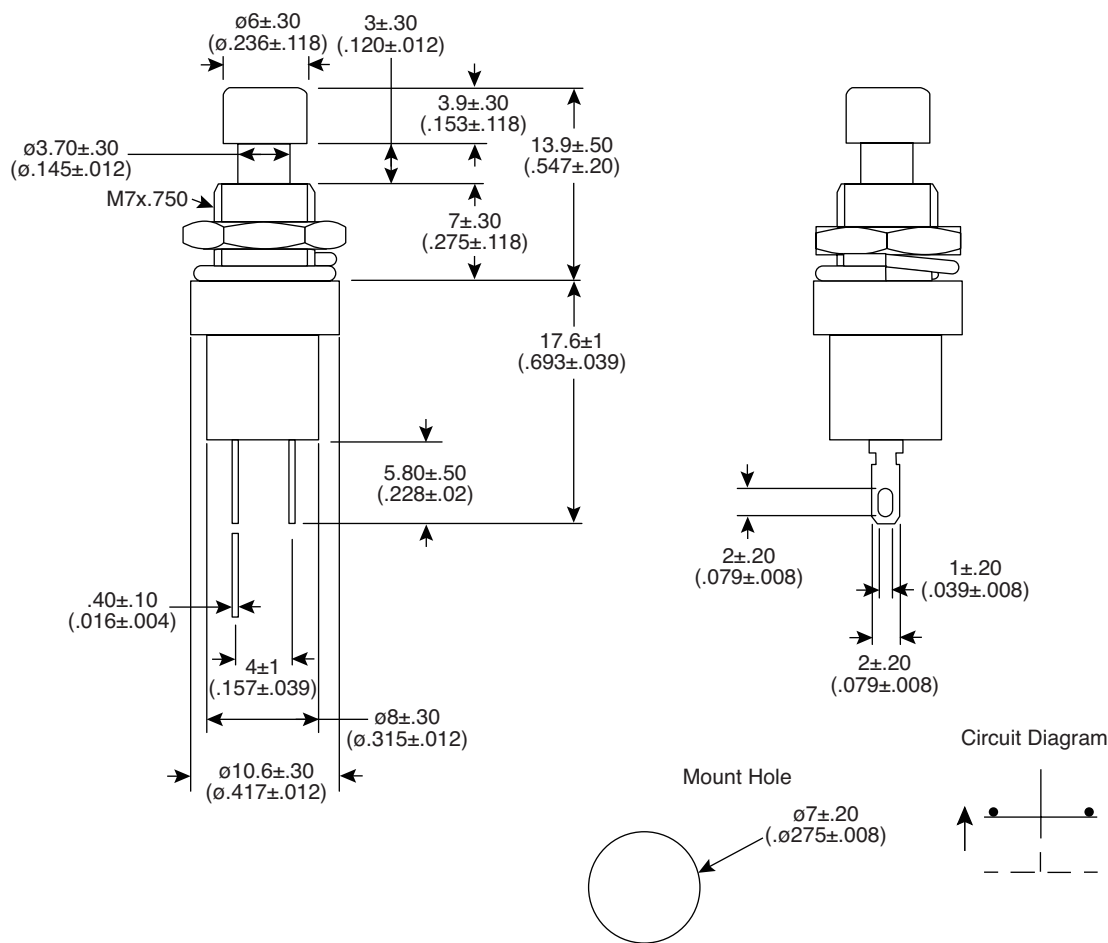 ø6±.30
(ø.236±.118)
3±.30
(.120±.012)
3.9±.30
(.153±.118)
13.9±.50
(.547±.20)
ø3.70±.30
(ø.145±.012)
M7x.750
7±.30
(.275±.118)
17.6±1
(.693±.039)
5.80±.50
(.228±.02)
.40±.10
(.016±.004)
4±1
(.157±.039)
ø8±.30
(ø.315±.012)
ø10.6±.30
(ø.417±.012)
2±.20
(.079±.008)
1±.20
(.039±.008)
2±.20
(.079±.008)
Circuit Diagram
Mount Hole
ø7±.20
(.ø275±.008)